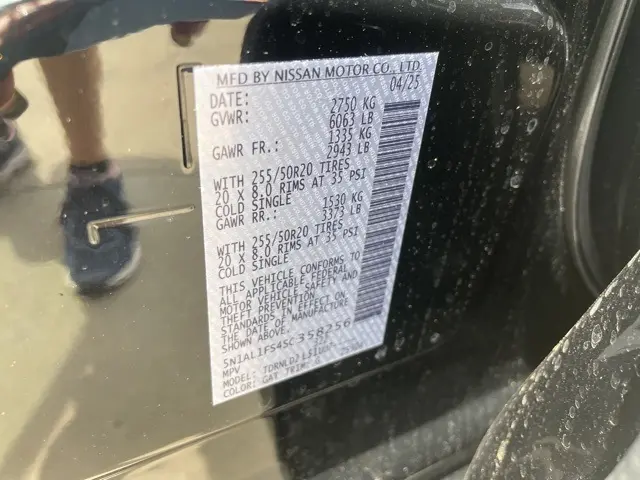 MFD BY NISSAN MOTOR CO., LTD.
DATE: 04/25
GVWR: 2750 KG
6063 LB
GAWR FR.: 1335 KG
2943 LB
WITH 255/50R20 TIRES
20 X 8.0 RIMS AT 35 PSI
COLD SINGLE
GAWR RR.: 1530 KG
3373 LB
WITH 255/50R20 TIRES
20 X 8.0 RIMS AT 35 PSI
COLD SINGLE
THIS VEHICLE CONFORMS TO
ALL APPLICABLE FEDERAL
MOTOR VEHICLE SAFETY AND
THEFT PREVENTION
STANDARDS IN EFFECT ON
THE DATE OF MANUFACTURE
SHOWN ABOVE.
MPV
MODEL:
COLOR: GAT TRIM: